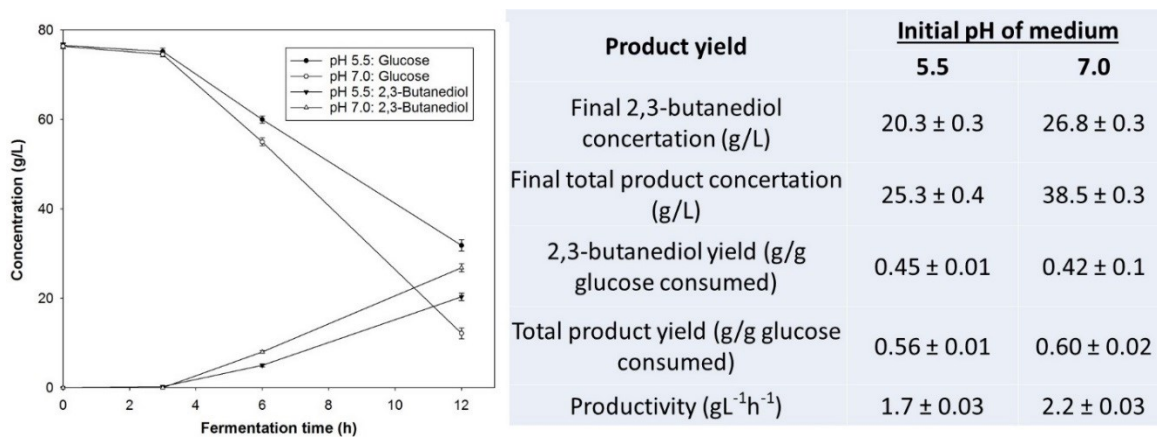 80
60
40
20
0
Concentration (g/L)
pH 5.5: Glucose
pH 7.0: Glucose
pH 5.5: 2,3-Butanediol
pH 7.0: 2,3-Butanediol
0 2 4 6 8 10 12
Fermentation time (h)
Product yield
Initial pH of medium
5.5 7.0
Final 2,3-butanediol
concertation (g/L)
20.3 ± 0.3 26.8 ± 0.3
Final total product concertation
(g/L)
25.3 ± 0.4 38.5 ± 0.3
2,3-butanediol yield (g/g
glucose consumed)
0.45 ± 0.01 0.42 ± 0.1
Total product yield (g/g glucose
consumed)
0.56 ± 0.01 0.60 ± 0.02
Productivity (gL⁻¹h⁻¹) 1.7 ± 0.03 2.2 ± 0.03